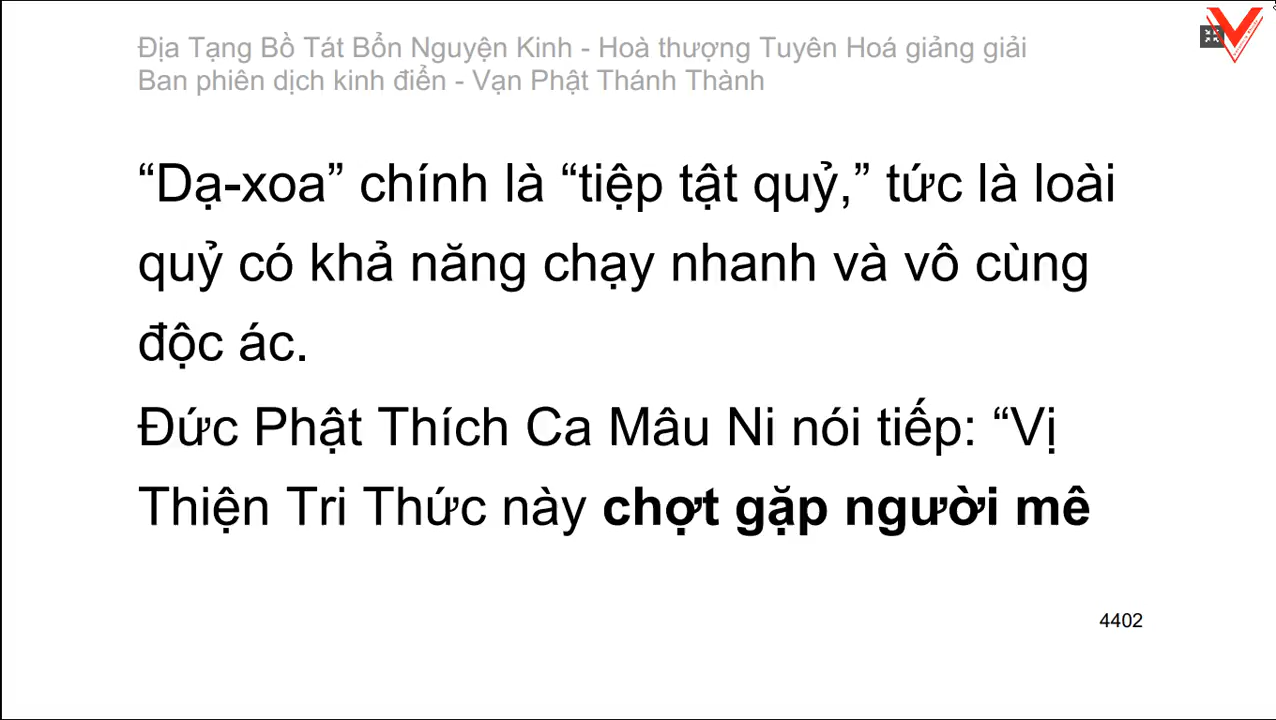 Địa Tạng Bồ Tát Bổn Nguyện Kinh - Hoà thượng Tuyên Hoá giảng giải
Ban phiên dịch kinh điển - Vạn Phật Thánh Thành
“Dạ-xoa” chính là “tiệp tật quỷ,” tức là loài
quỷ có khả năng chạy nhanh và vô cùng
độc ác.
Đức Phật Thích Ca Mâu Ni nói tiếp: “Vị
Thiện Tri Thức này chợt gặp người mê
4402